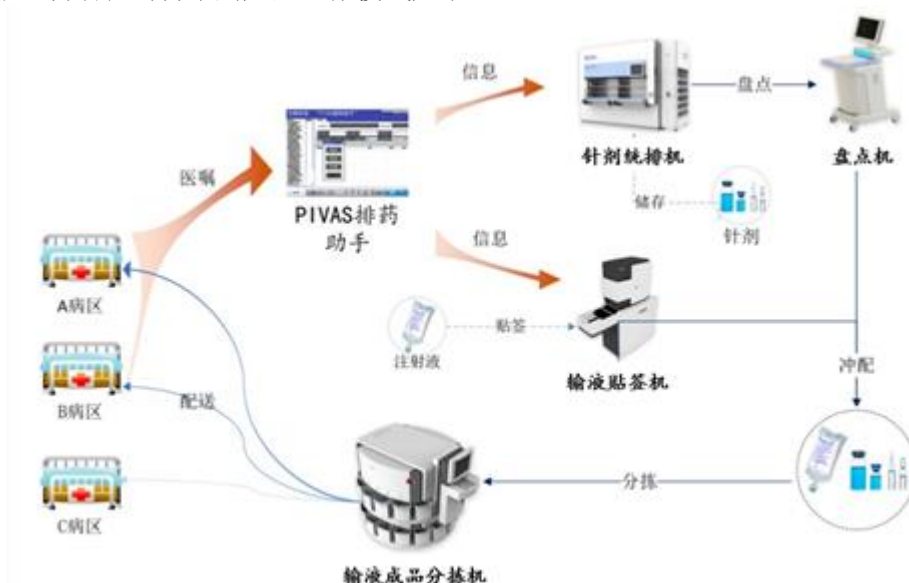 信息
盘点
医嘱
针剂统摆机
盘点机
PIVAS排药
助手
储存
针剂
信息
A病区
贴签
注射液
输液贴签机
冲配
B病区
配送
分拣
C病区
输液成品分拣机